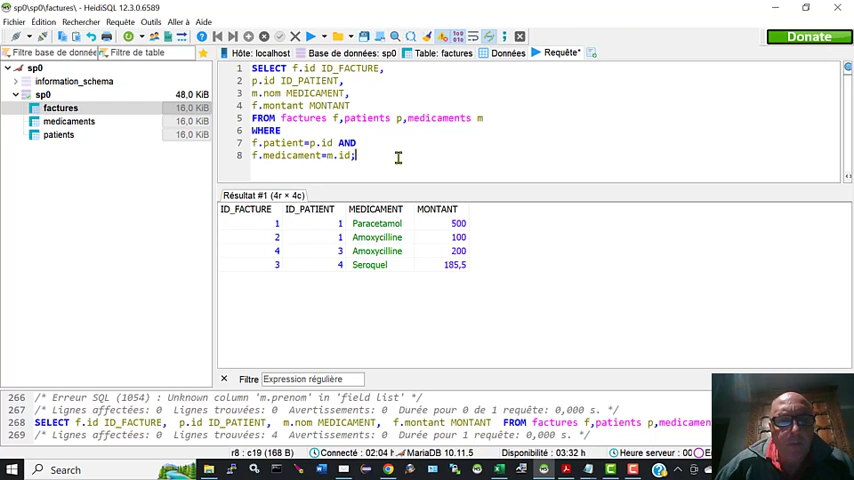 sp0\sp0\factures\ - HeidiSQL 12.3.0.6589
Fichier Édition Rechercher Requête Outils Aller à Aide
Donate
Filtre base de donnée Filtre de table
Hôte: localhost Base de données: sp0 Table: factures Données Requête*
sp0
information_schema
sp0 48,0 KiB
factures 16,0 KiB
medicaments 16,0 KiB
patients 16,0 KiB
1 SELECT f.id ID_FACTURE,
2 p.id ID_PATIENT,
3 m.nom MEDICAMENT,
4 f.montant MONTANT
5 FROM factures f,patients p,medicaments m
6 WHERE
7 f.patient=p.id AND
8 f.medicament=m.id;
Résultat #1 (4r × 4c)
ID_FACTURE ID_PATIENT MEDICAMENT MONTANT
1 1 Paracetamol 500
2 1 Amoxycilline 100
4 3 Amoxycilline 200
3 4 Seroquel 185,5
Filtre Expression régulière
266 /* Erreur SQL (1054) : Unknown column 'm.prenom' in 'field list' */
267 /* Lignes affectées: 0 Lignes trouvées: 0 Avertissements: 0 Durée pour 0 de 1 requête: 0,000 s. */
268 SELECT f.id ID_FACTURE, p.id ID_PATIENT, m.nom MEDICAMENT, f.montant MONTANT FROM factures f,patients p,medicamen
269 /* Lignes affectées: 0 Lignes trouvées: 4 Avertissements: 0 Durée pour 1 requête: 0,000 s. */
r8 : c19 (168 B) Connecté : 02:04 MariaDB 10.11.5 Disponibilité : 03:32 Heure serveur : 00
Search